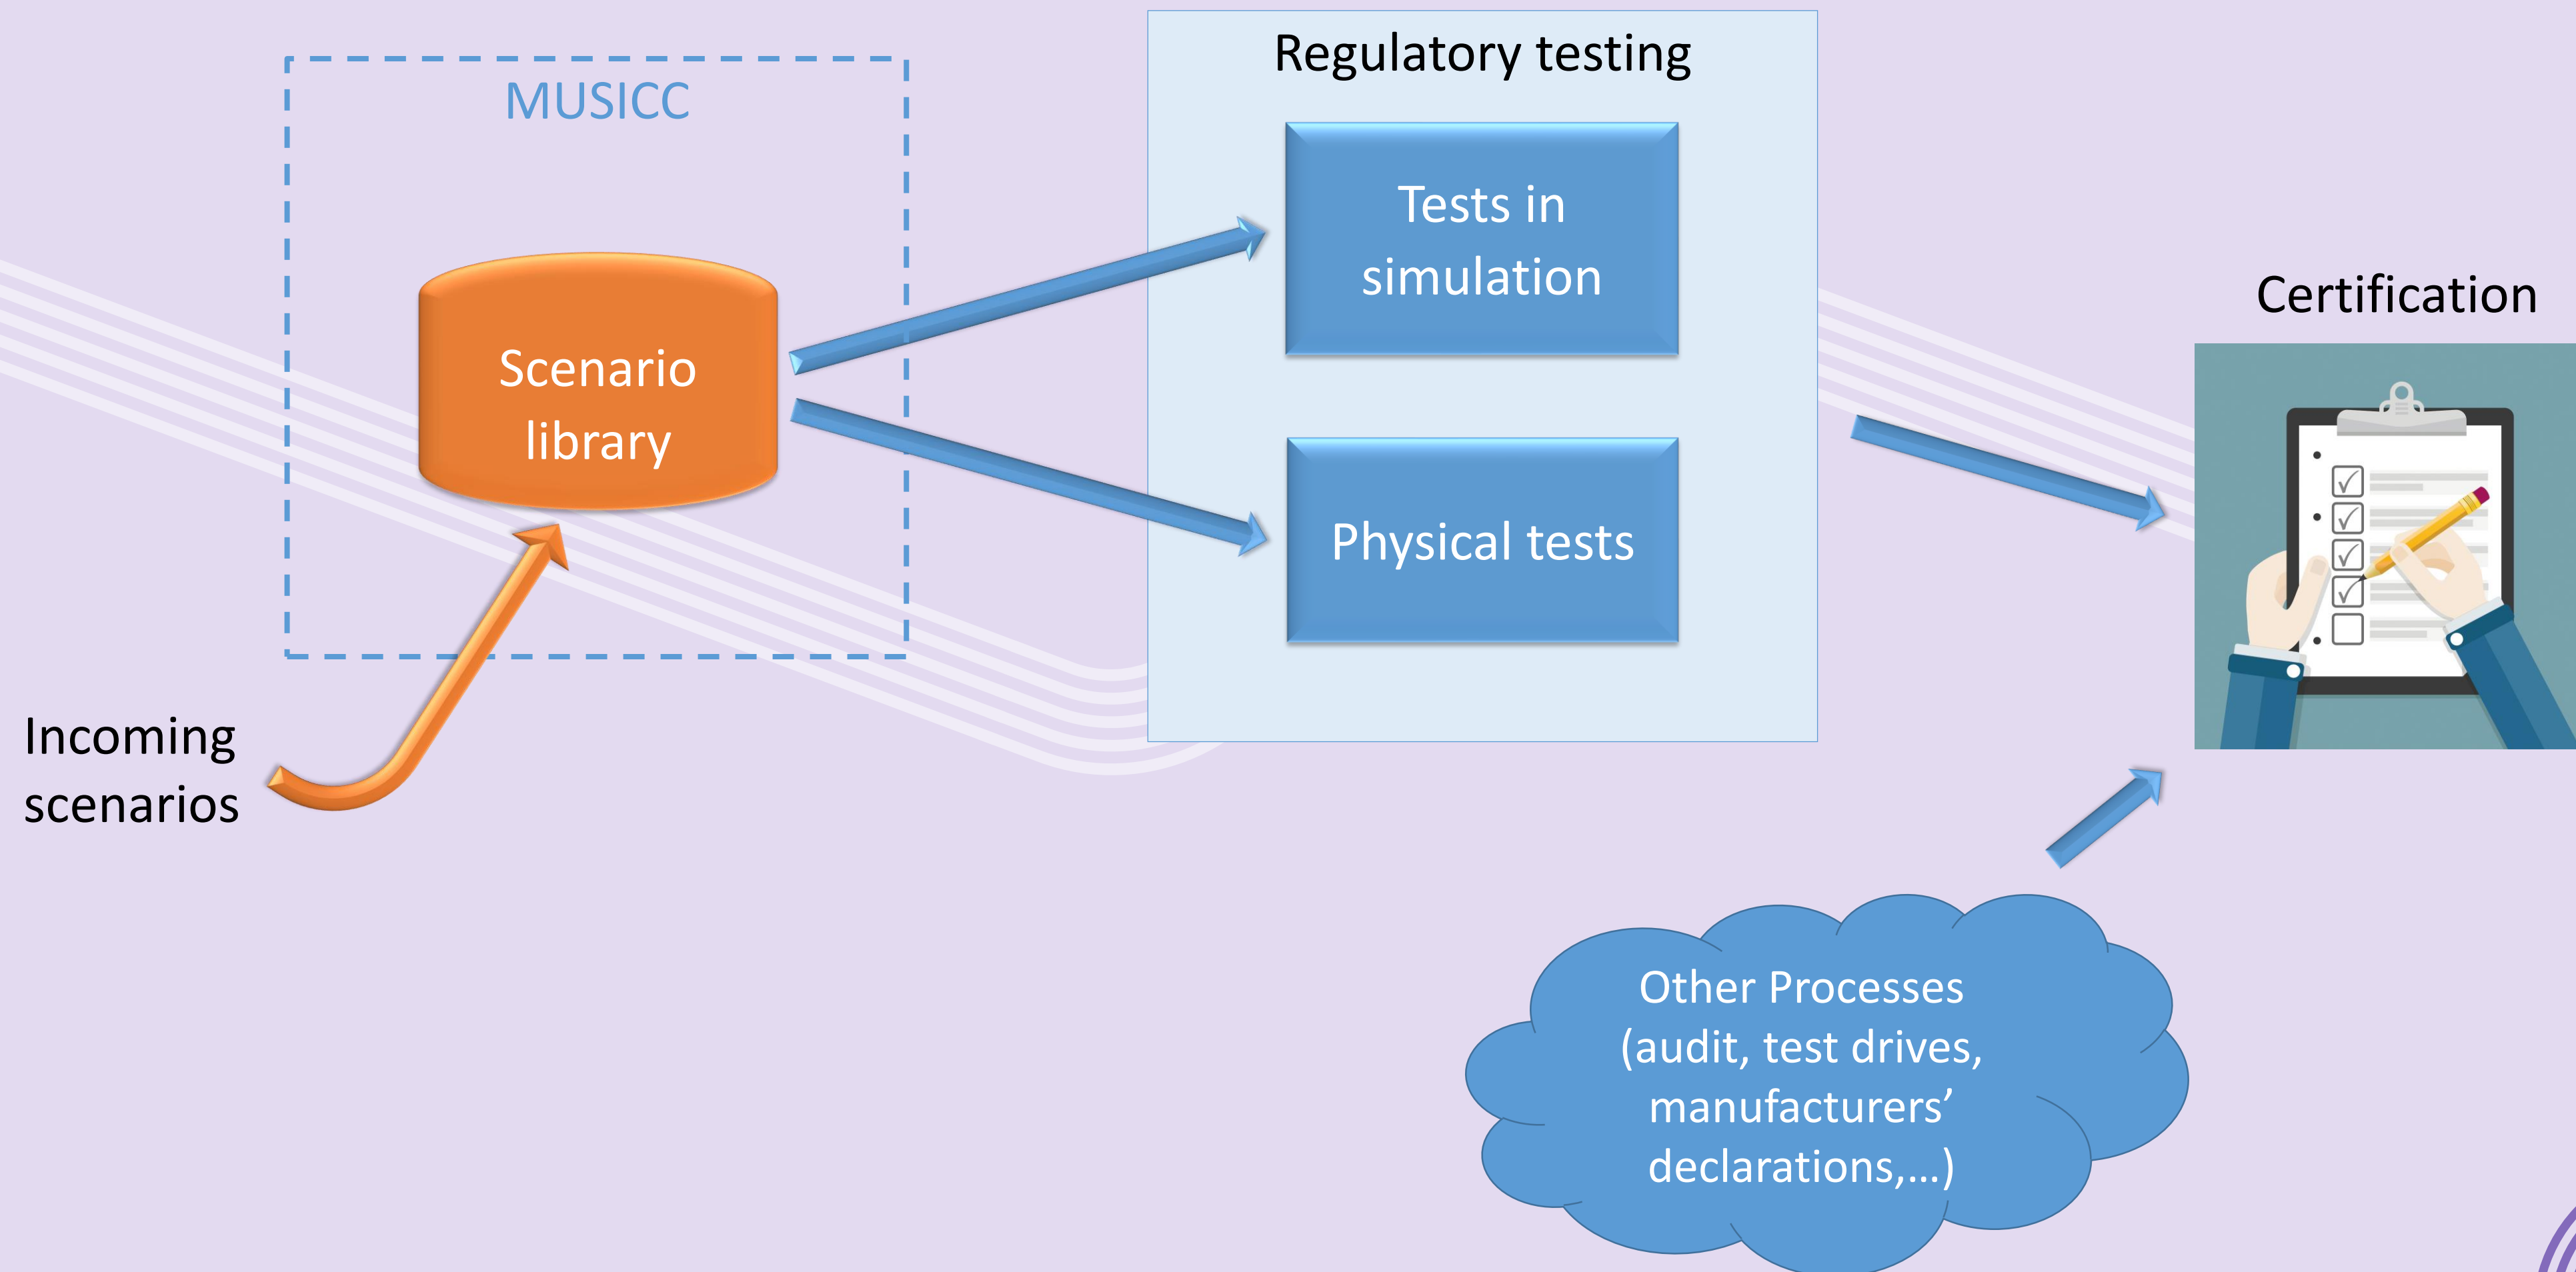 MUSICC
Scenario
library
Incoming
scenarios
Regulatory testing
Tests in
simulation
Physical tests
Certification
Other Processes
(audit, test drives,
manufacturers’
declarations,...)